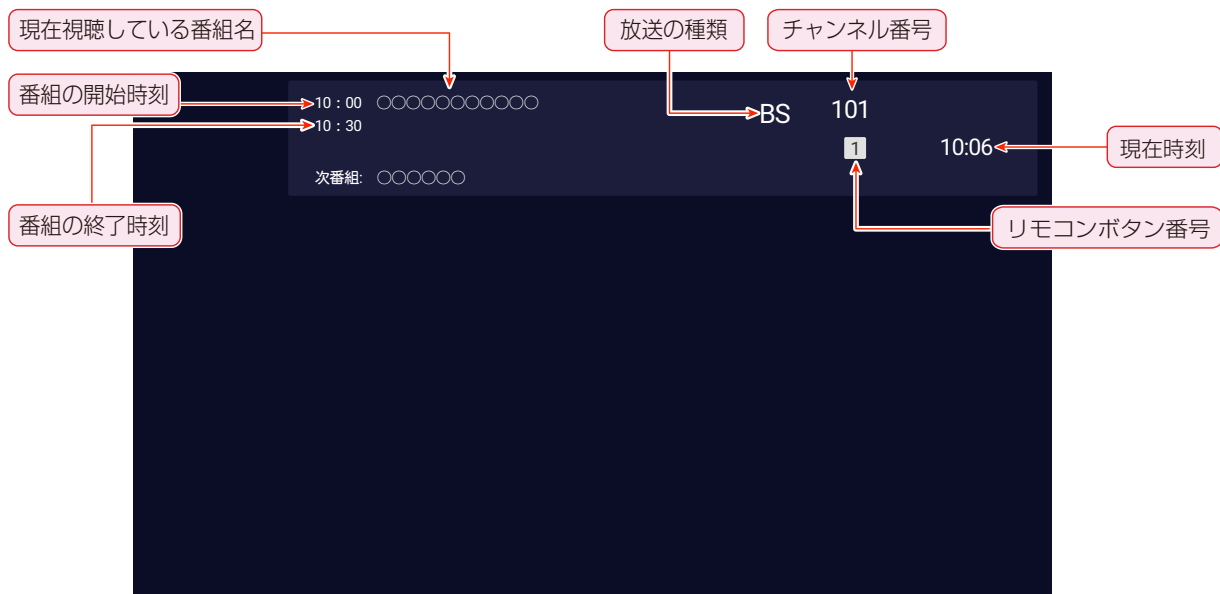 現在視聴している番組名
放送の種類
チャンネル番号
番組の開始時刻
10:00 ○○○○○○○○○○○
10:30
BS
101
1
10:06
現在時刻
次番組: ○○○○○○
番組の終了時刻
リモコンボタン番号